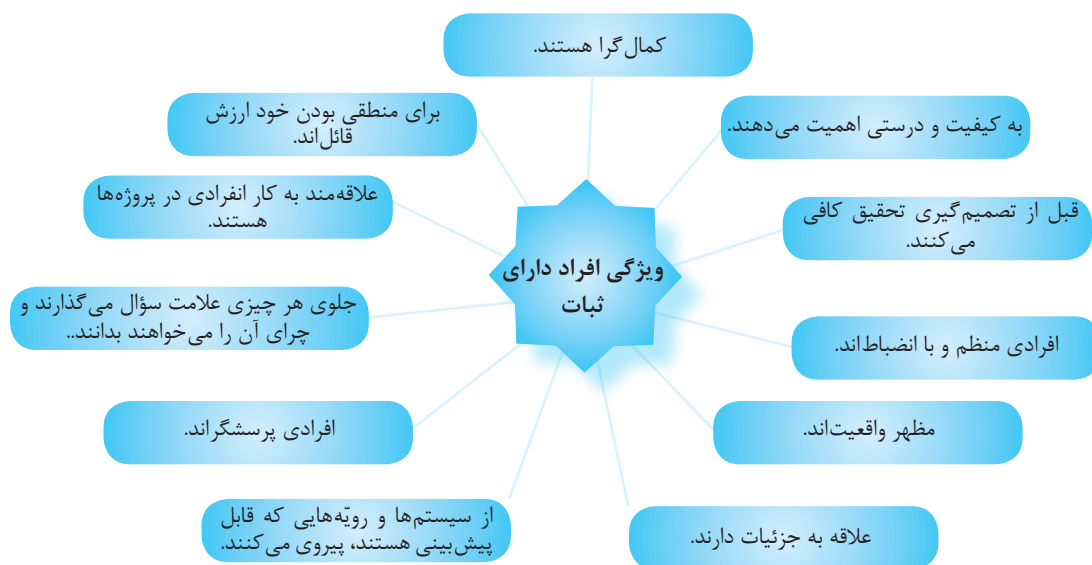 کمال‌گرا هستند.
به کیفیت و درستی اهمیت می‌دهند.
برای منطقی بودن خود ارزش
قائل‌اند.
قبل از تصمیم‌گیری تحقیق کافی
می‌کنند.
علاقه‌مند به کار انفرادی در پروژه‌ها
هستند.
ویژگی افراد دارای
ثبات
افرادی منظم و با انضباط‌اند.
جلوی هر چیزی علامت سؤال می‌گذارند و
چرای آن را می‌خواهند بدانند..
مظهر واقعیت‌اند.
افرادی پرسشگراند.
علاقه به جزئیات دارند.
از سیستم‌ها و رویّه‌هایی که قابل
پیش‌بینی هستند، پیروی می‌کنند.